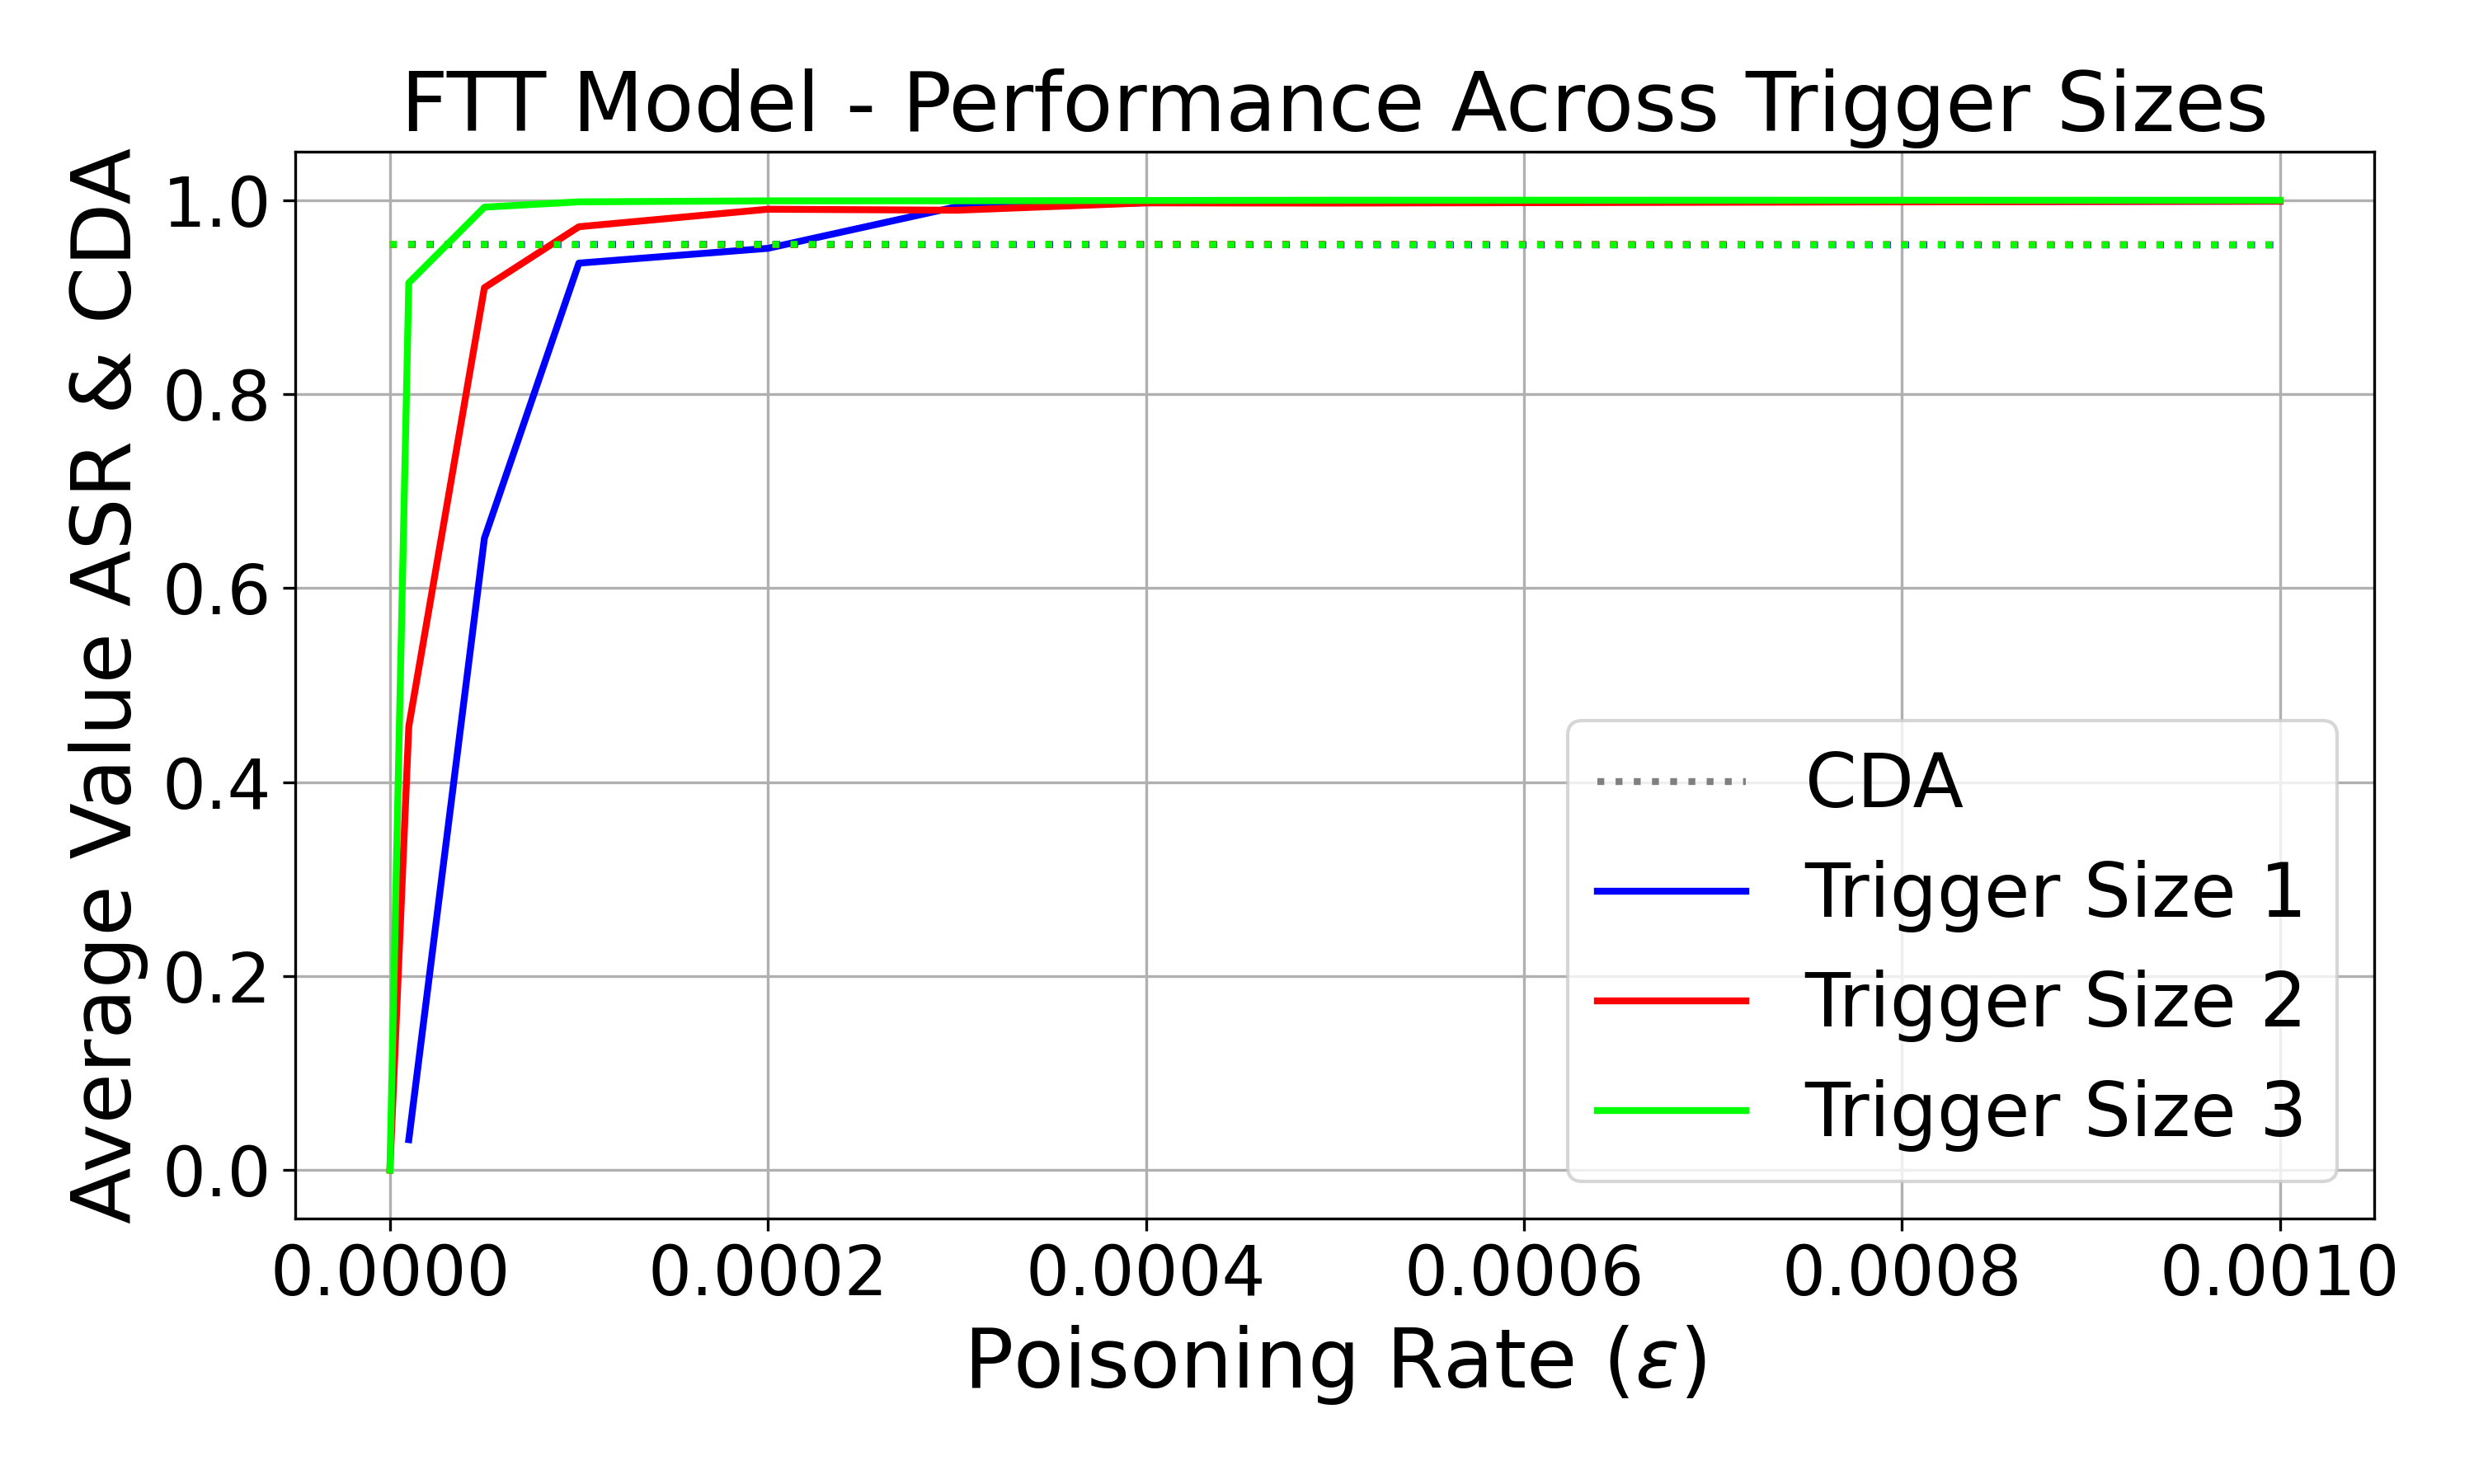 FTT Model - Performance Across Trigger Sizes
Average Value ASR & CDA
1.0
0.8
0.6
0.4
0.2
0.0
CDA
Trigger Size 1
Trigger Size 2
Trigger Size 3
0.0000 0.0002 0.0004 0.0006 0.0008 0.0010
Poisoning Rate (ε)